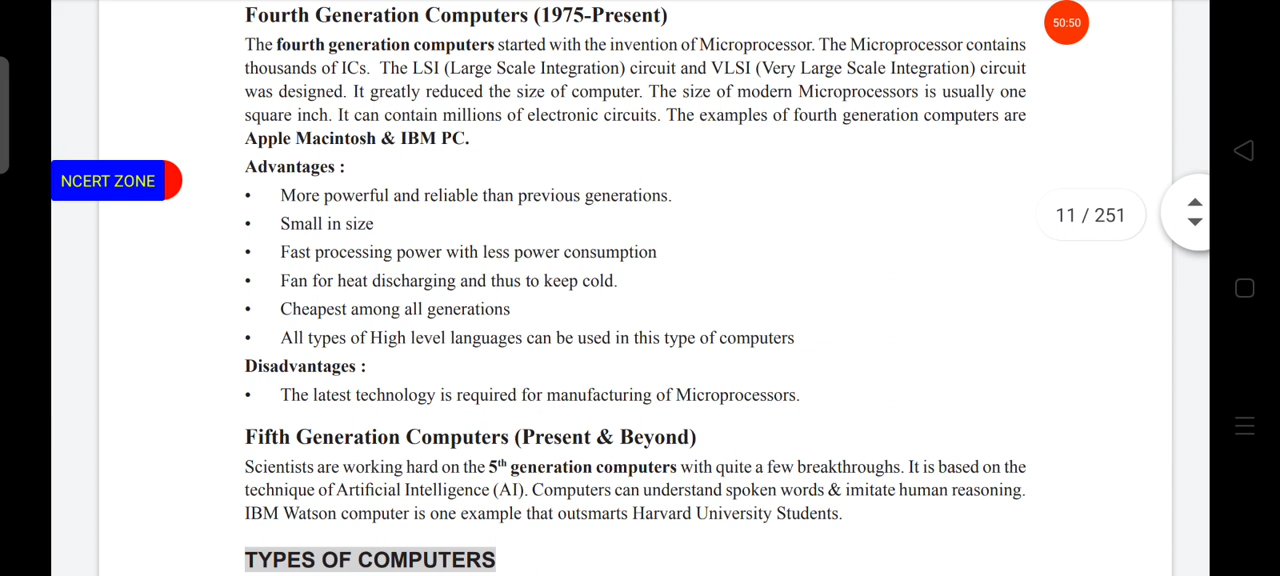 Fourth Generation Computers (1975-Present)
50:50
The fourth generation computers started with the invention of Microprocessor. The Microprocessor contains
thousands of ICs. The LSI (Large Scale Integration) circuit and VLSI (Very Large Scale Integration) circuit
was designed. It greatly reduced the size of computer. The size of modern Microprocessors is usually one
square inch. It can contain millions of electronic circuits. The examples of fourth generation computers are
Apple Macintosh & IBM PC.
Advantages :
NCERT ZONE
• More powerful and reliable than previous generations.
11 / 251
• Small in size
• Fast processing power with less power consumption
• Fan for heat discharging and thus to keep cold.
• Cheapest among all generations
• All types of High level languages can be used in this type of computers
Disadvantages :
• The latest technology is required for manufacturing of Microprocessors.
Fifth Generation Computers (Present & Beyond)
Scientists are working hard on the 5th generation computers with quite a few breakthroughs. It is based on the
technique of Artificial Intelligence (AI). Computers can understand spoken words & imitate human reasoning.
IBM Watson computer is one example that outsmarts Harvard University Students.
TYPES OF COMPUTERS